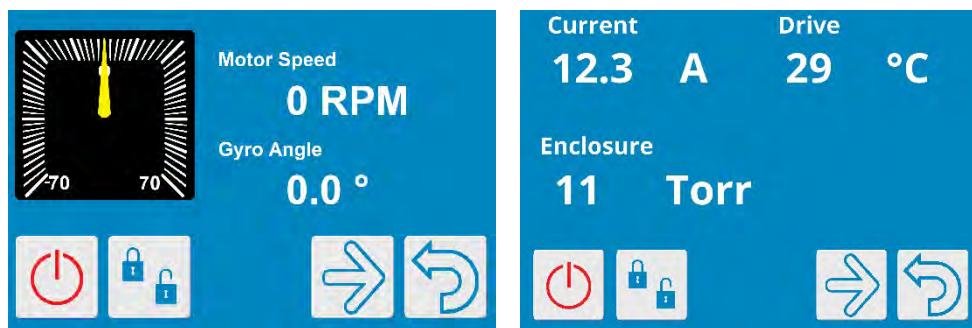 Motor Speed
0 RPM
Gyro Angle
0.0 °
-70 70
Current Drive
12.3 A 29 °C
Enclosure
11 Torr